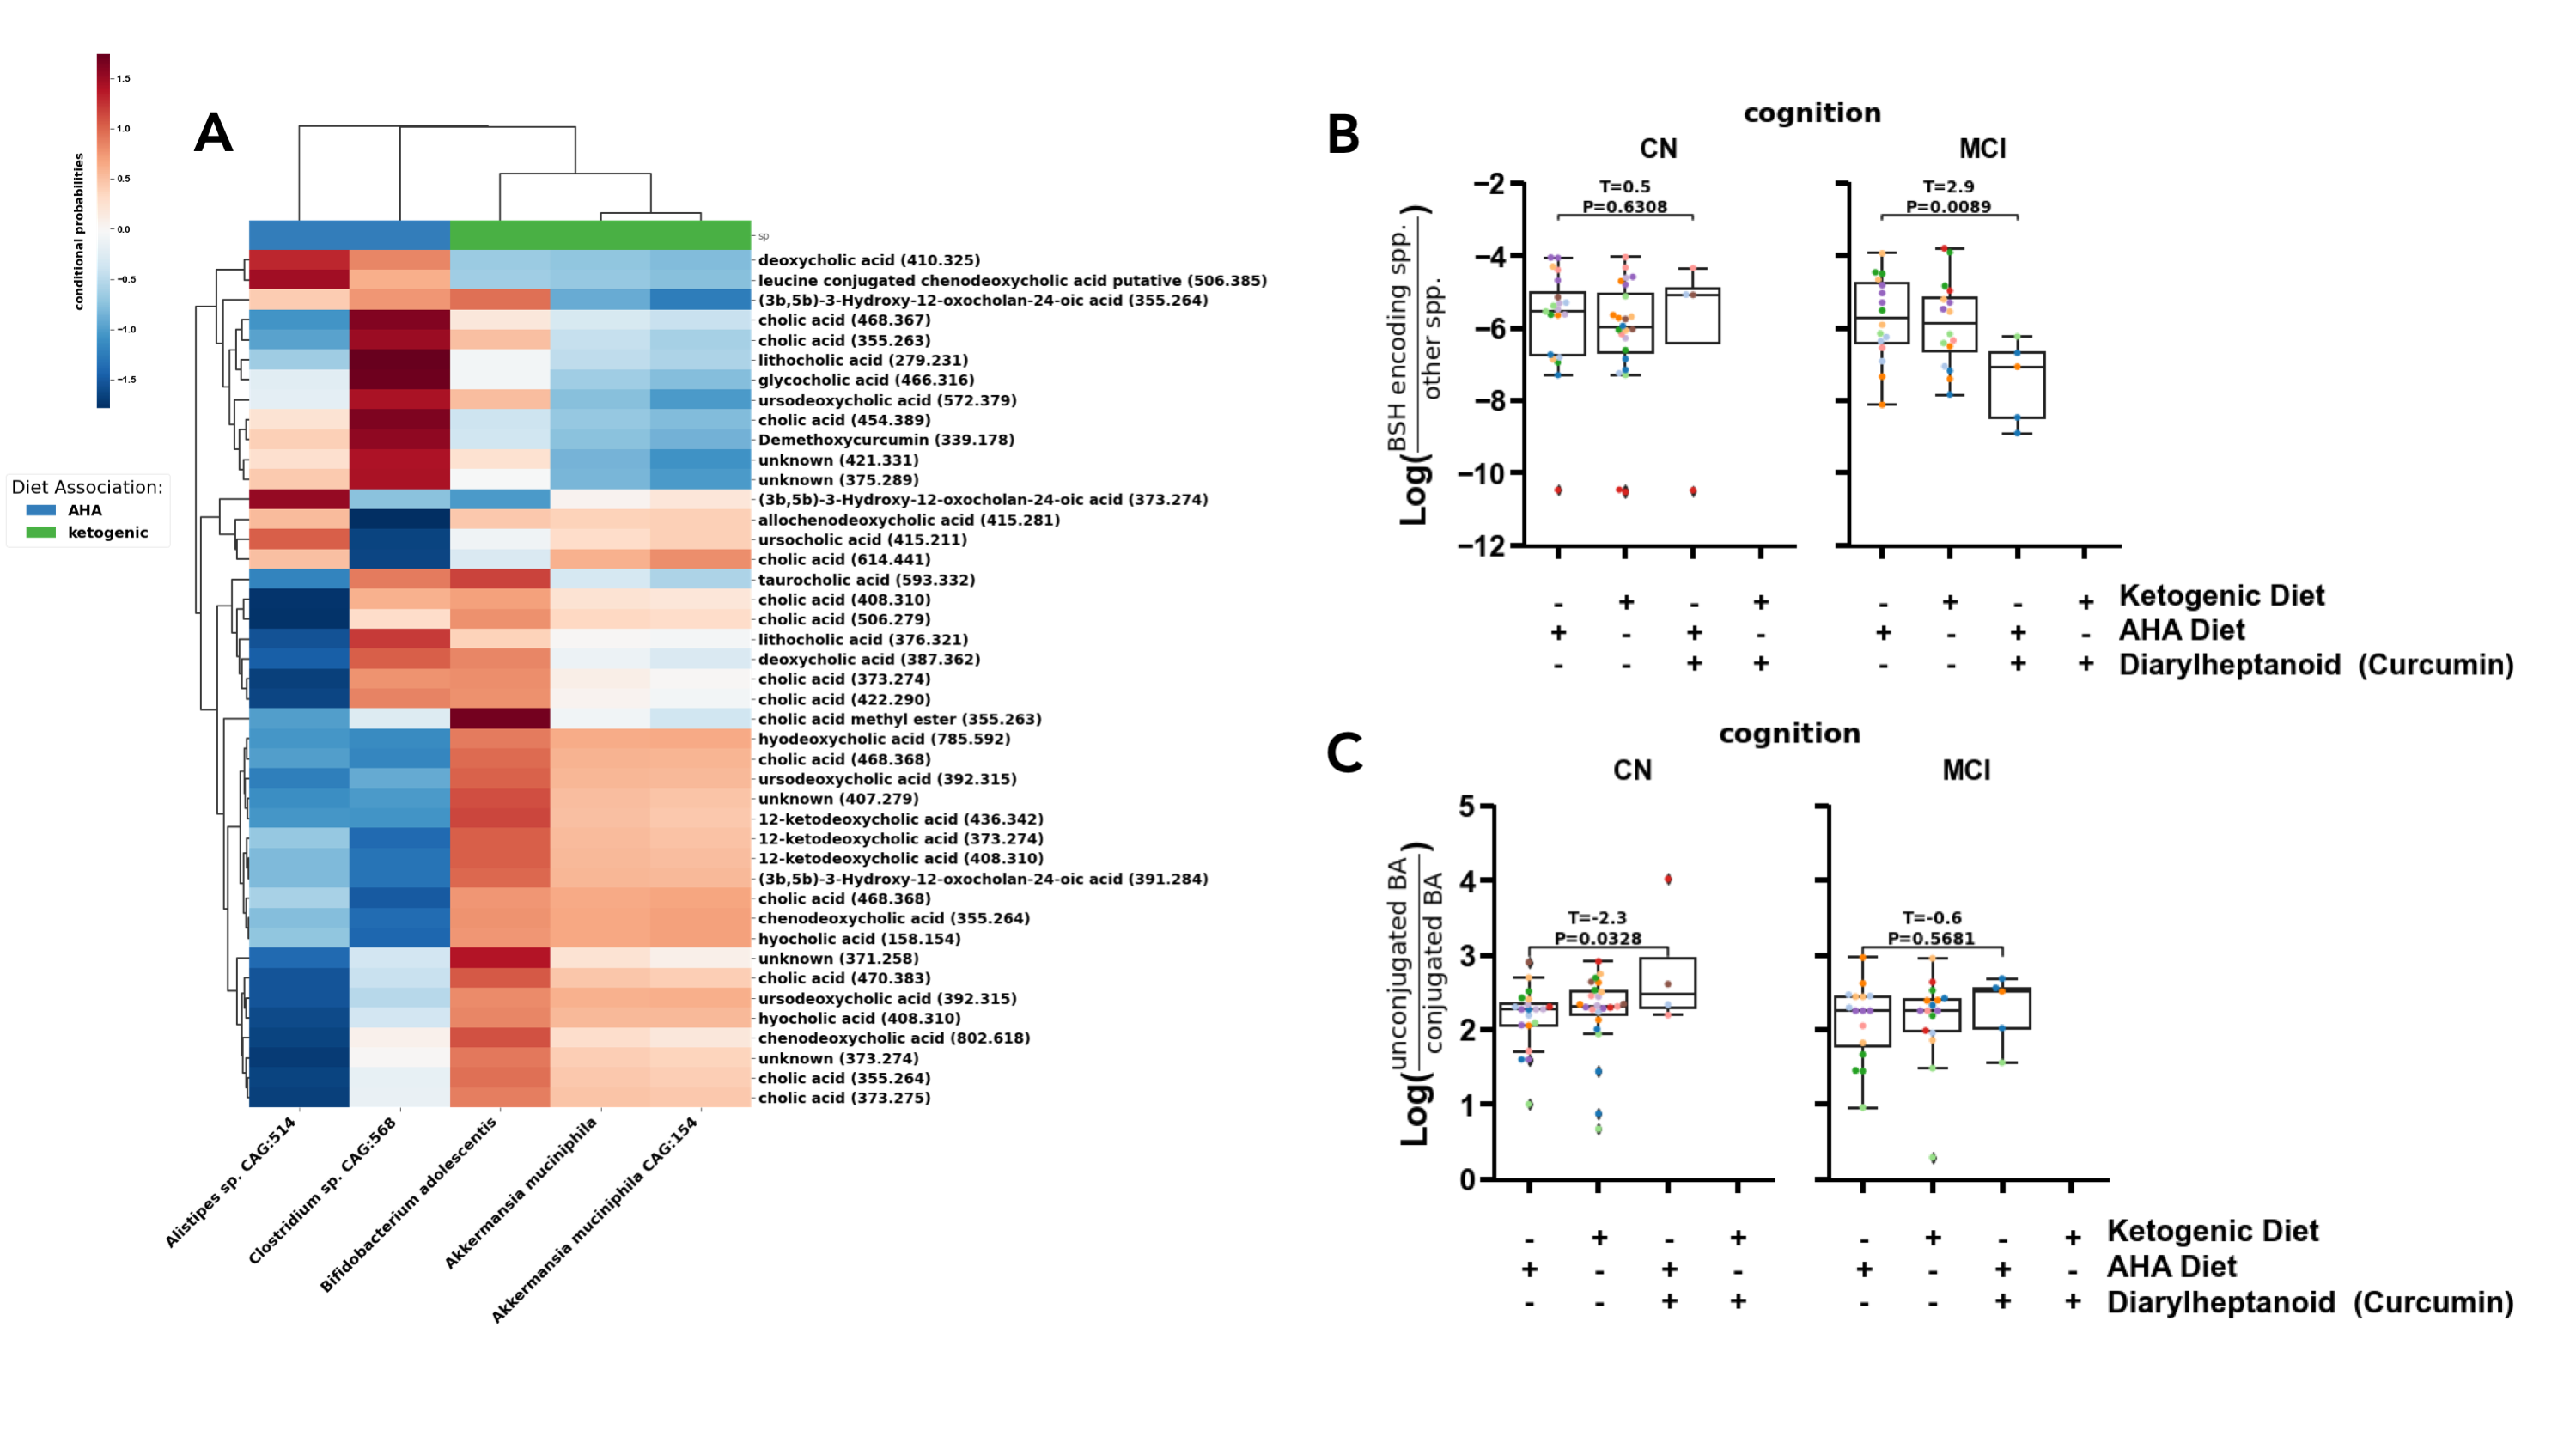 A
1.5
1.0
0.5
0.0
−0.5
−1.0
−1.5
conditional probabilities
Diet Association:
AHA
ketogenic
sp
deoxycholic acid (410.325)
leucine conjugated chenodeoxycholic acid putative (506.385)
(3b,5b)-3-Hydroxy-12-oxocholan-24-oic acid (355.264)
cholic acid (468.367)
cholic acid (355.263)
lithocholic acid (279.231)
glycocholic acid (466.316)
ursodeoxycholic acid (572.379)
cholic acid (454.389)
Demethoxycurcumin (339.178)
unknown (421.331)
unknown (375.289)
(3b,5b)-3-Hydroxy-12-oxocholan-24-oic acid (373.274)
allochenodeoxycholic acid (415.281)
ursocholic acid (415.211)
cholic acid (614.441)
taurocholic acid (593.332)
cholic acid (408.310)
cholic acid (506.279)
lithocholic acid (376.321)
deoxycholic acid (387.362)
cholic acid (373.274)
cholic acid (422.290)
cholic acid methyl ester (355.263)
hyodeoxycholic acid (785.592)
cholic acid (468.368)
ursodeoxycholic acid (392.315)
unknown (407.279)
12-ketodeoxycholic acid (436.342)
12-ketodeoxycholic acid (373.274)
12-ketodeoxycholic acid (408.310)
(3b,5b)-3-Hydroxy-12-oxocholan-24-oic acid (391.284)
cholic acid (468.368)
chenodeoxycholic acid (355.264)
hyocholic acid (158.154)
unknown (371.258)
cholic acid (470.383)
ursodeoxycholic acid (392.315)
hyocholic acid (408.310)
chenodeoxycholic acid (802.618)
unknown (373.274)
cholic acid (355.264)
cholic acid (373.275)
Alistipes sp. CAG:514
Clostridium sp. CAG:568
Bifidobacterium adolescentis
Akkermansia muciniphila
Akkermansia muciniphila CAG:154
B
cognition
CN
MCI
Log(BSH encoding spp.
other spp.)
−2
−4
−6
−8
−10
−12
T=0.5
P=0.6308
T=2.9
P=0.0089
- + - + - + - + Ketogenic Diet
+ - + - + - + - AHA Diet
- - + + - - + + Diarylheptanoid (Curcumin)
C
cognition
CN
MCI
Log(unconjugated BA
conjugated BA)
5
4
3
2
1
0
T=-2.3
P=0.0328
T=-0.6
P=0.5681
- + - + - + - + Ketogenic Diet
+ - + - + - + - AHA Diet
- - + + - - + + Diarylheptanoid (Curcumin)